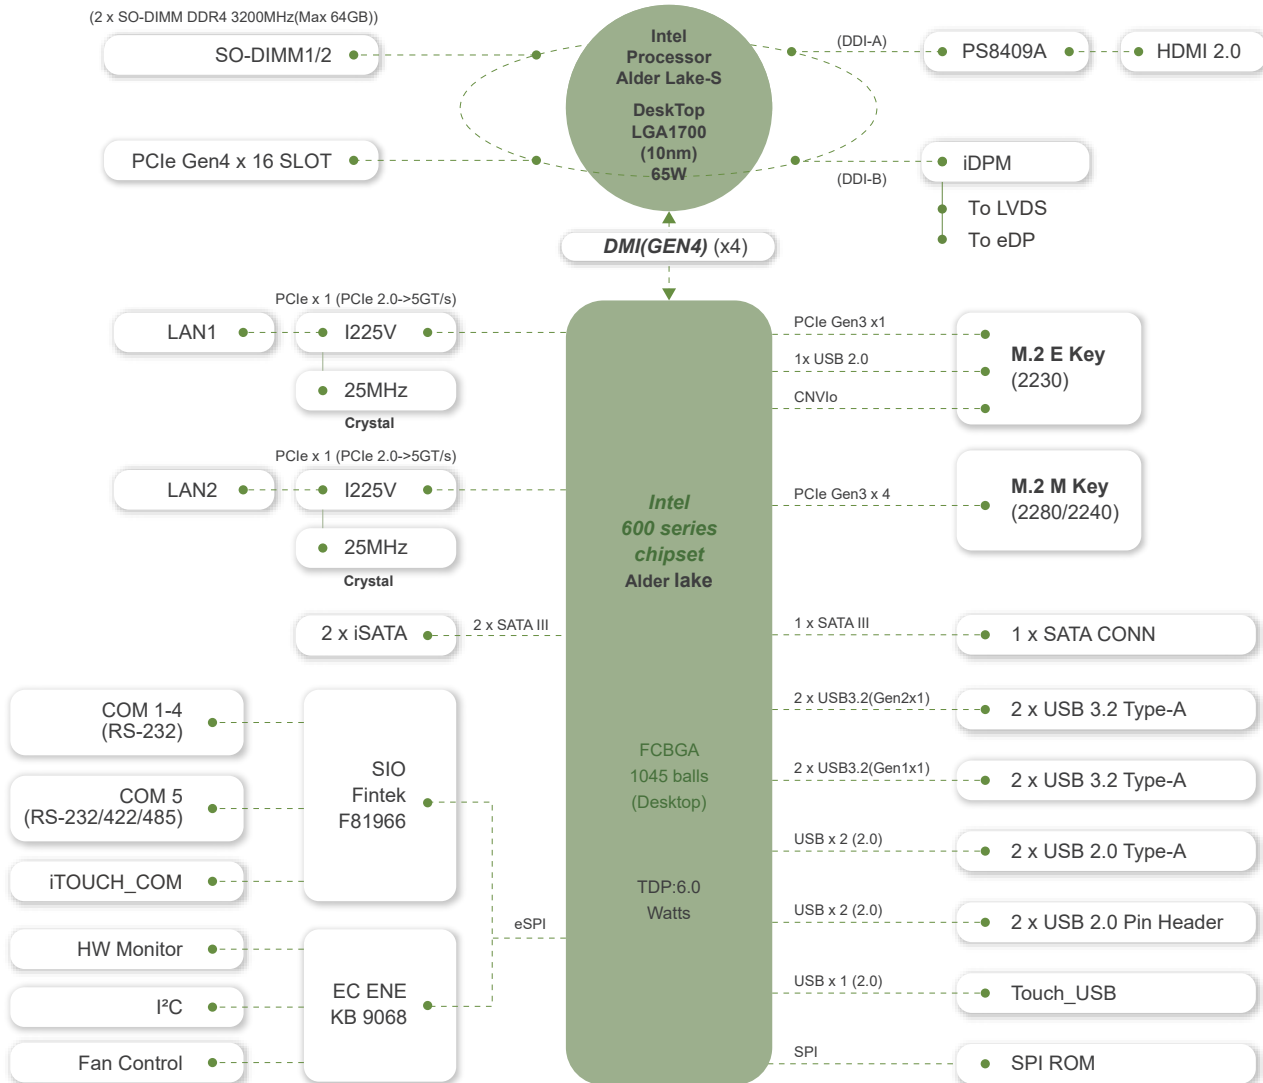 (2 x SO-DIMM DDR4 3200MHz(Max 64GB))
SO-DIMM1/2
PCIe Gen4 x 16 SLOT
Intel
Processor
Alder Lake-S
DeskTop
LGA1700
(10nm)
65W
(DDI-A)
PS8409A
HDMI 2.0
(DDI-B)
iDPM
To LVDS
To eDP
DMI(GEN4) (x4)
PCIe x 1 (PCIe 2.0->5GT/s)
LAN1
I225V
25MHz
Crystal
PCIe x 1 (PCIe 2.0->5GT/s)
LAN2
I225V
25MHz
Crystal
2 x iSATA
2 x SATA III
COM 1-4
(RS-232)
COM 5
(RS-232/422/485)
iTOUCH_COM
SIO
Fintek
F81966
HW Monitor
I²C
Fan Control
EC ENE
KB 9068
eSPI
Intel
600 series
chipset
Alder lake
FCBGA
1045 balls
(Desktop)
TDP:6.0
Watts
PCIe Gen3 x1
1x USB 2.0
CNVIo
M.2 E Key
(2230)
PCIe Gen3 x 4
M.2 M Key
(2280/2240)
1 x SATA III
1 x SATA CONN
2 x USB3.2(Gen2x1)
2 x USB 3.2 Type-A
2 x USB3.2(Gen1x1)
2 x USB 3.2 Type-A
USB x 2 (2.0)
2 x USB 2.0 Type-A
USB x 2 (2.0)
2 x USB 2.0 Pin Header
USB x 1 (2.0)
Touch_USB
SPI
SPI ROM